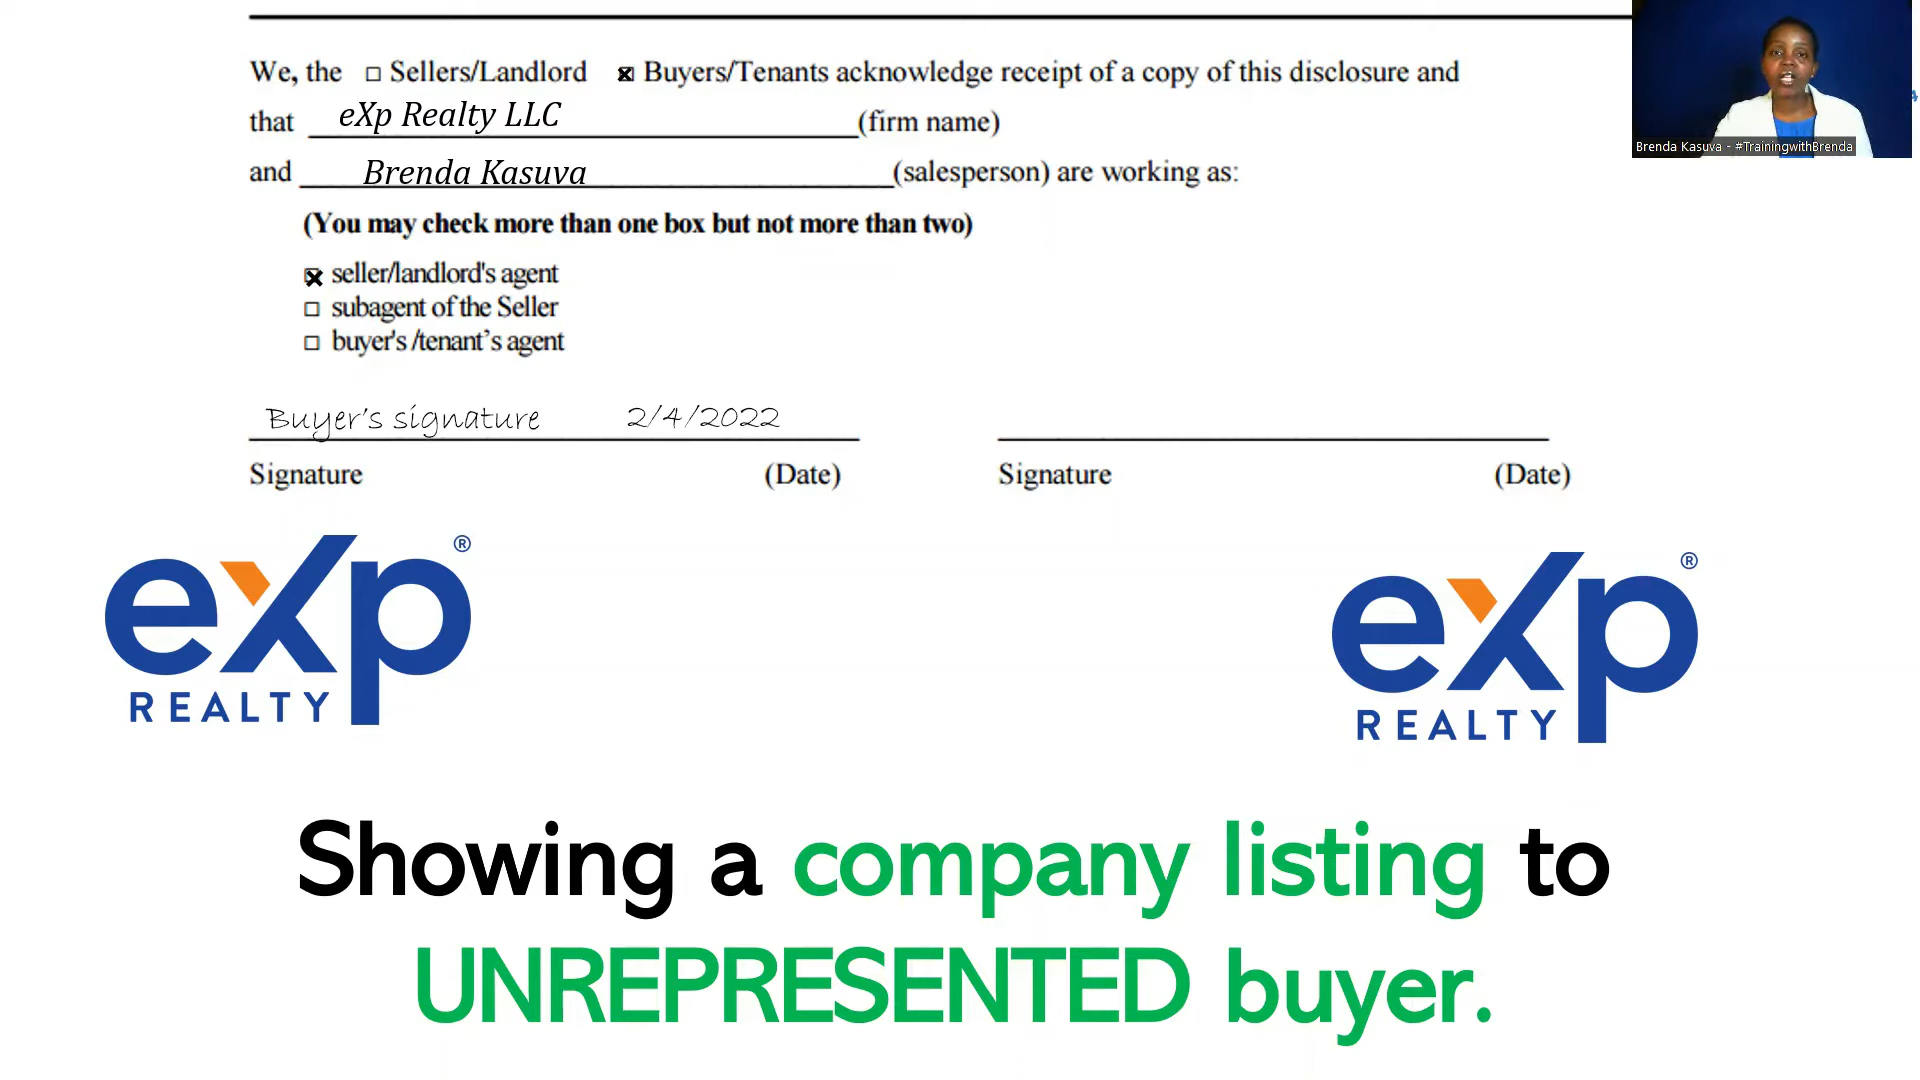 We, the □ Sellers/Landlord ☒ Buyers/Tenants acknowledge receipt of a copy of this disclosure and
that eXp Realty LLC (firm name)
and Brenda Kasuva (salesperson) are working as:
(You may check more than one box but not more than two)
☒ seller/landlord's agent
□ subagent of the Seller
□ buyer's /tenant's agent
Buyer's signature 2/4/2022
Signature (Date) Signature (Date)
Brenda Kasuva - #TrainingwithBrenda
eXp ®
REALTY
eXp ®
REALTY
Showing a company listing to
UNREPRESENTED buyer.